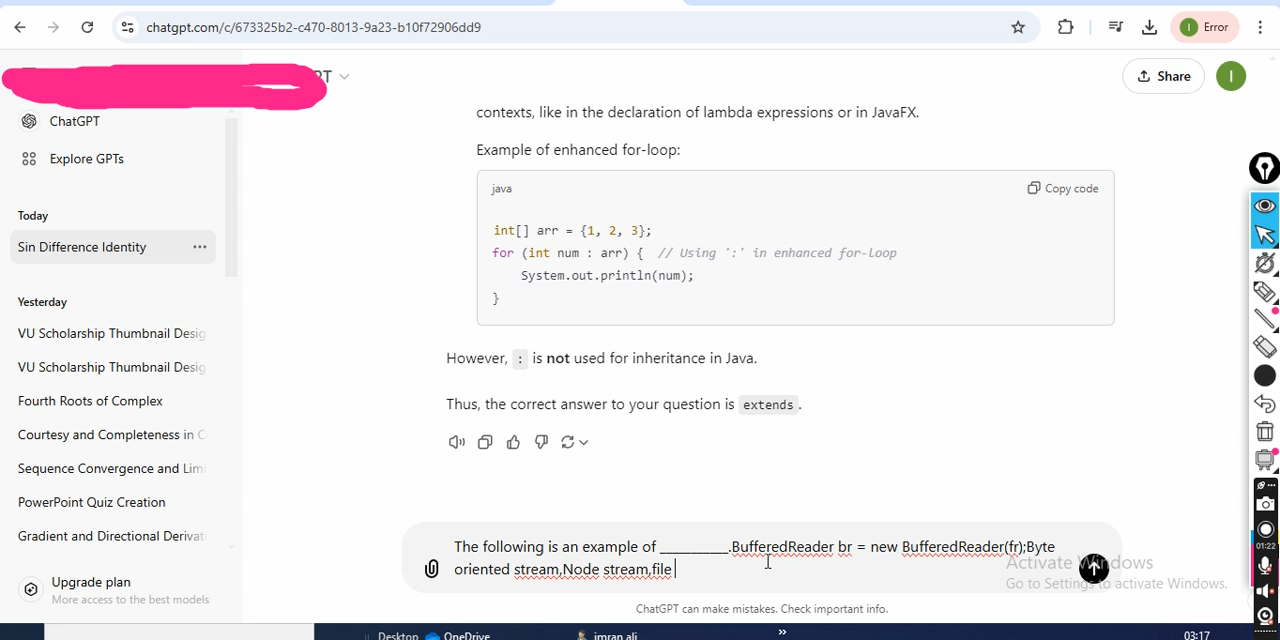 chatgpt.com/c/673325b2-c470-8013-9a23-b10f72906dd9
Error
PT
Share
I
ChatGPT
Explore GPTs
Today
Sin Difference Identity
Yesterday
VU Scholarship Thumbnail Desig
VU Scholarship Thumbnail Desig
Fourth Roots of Complex
Courtesy and Completeness in C
Sequence Convergence and Limi
PowerPoint Quiz Creation
Gradient and Directional Derivat
Upgrade plan
More access to the best models
contexts, like in the declaration of lambda expressions or in JavaFX.
Example of enhanced for-loop:
java
Copy code
int[] arr = {1, 2, 3};
for (int num : arr) {  // Using ':' in enhanced for-loop
System.out.println(num);
}
However, : is not used for inheritance in Java.
Thus, the correct answer to your question is extends.
The following is an example of _________.BufferedReader br = new BufferedReader(fr);Byte
oriented stream,Node stream,file
Activate Windows
Go to Settings to activate Windows.
ChatGPT can make mistakes. Check important info.
01:22
Desktop
OneDrive
imran ali
03:17